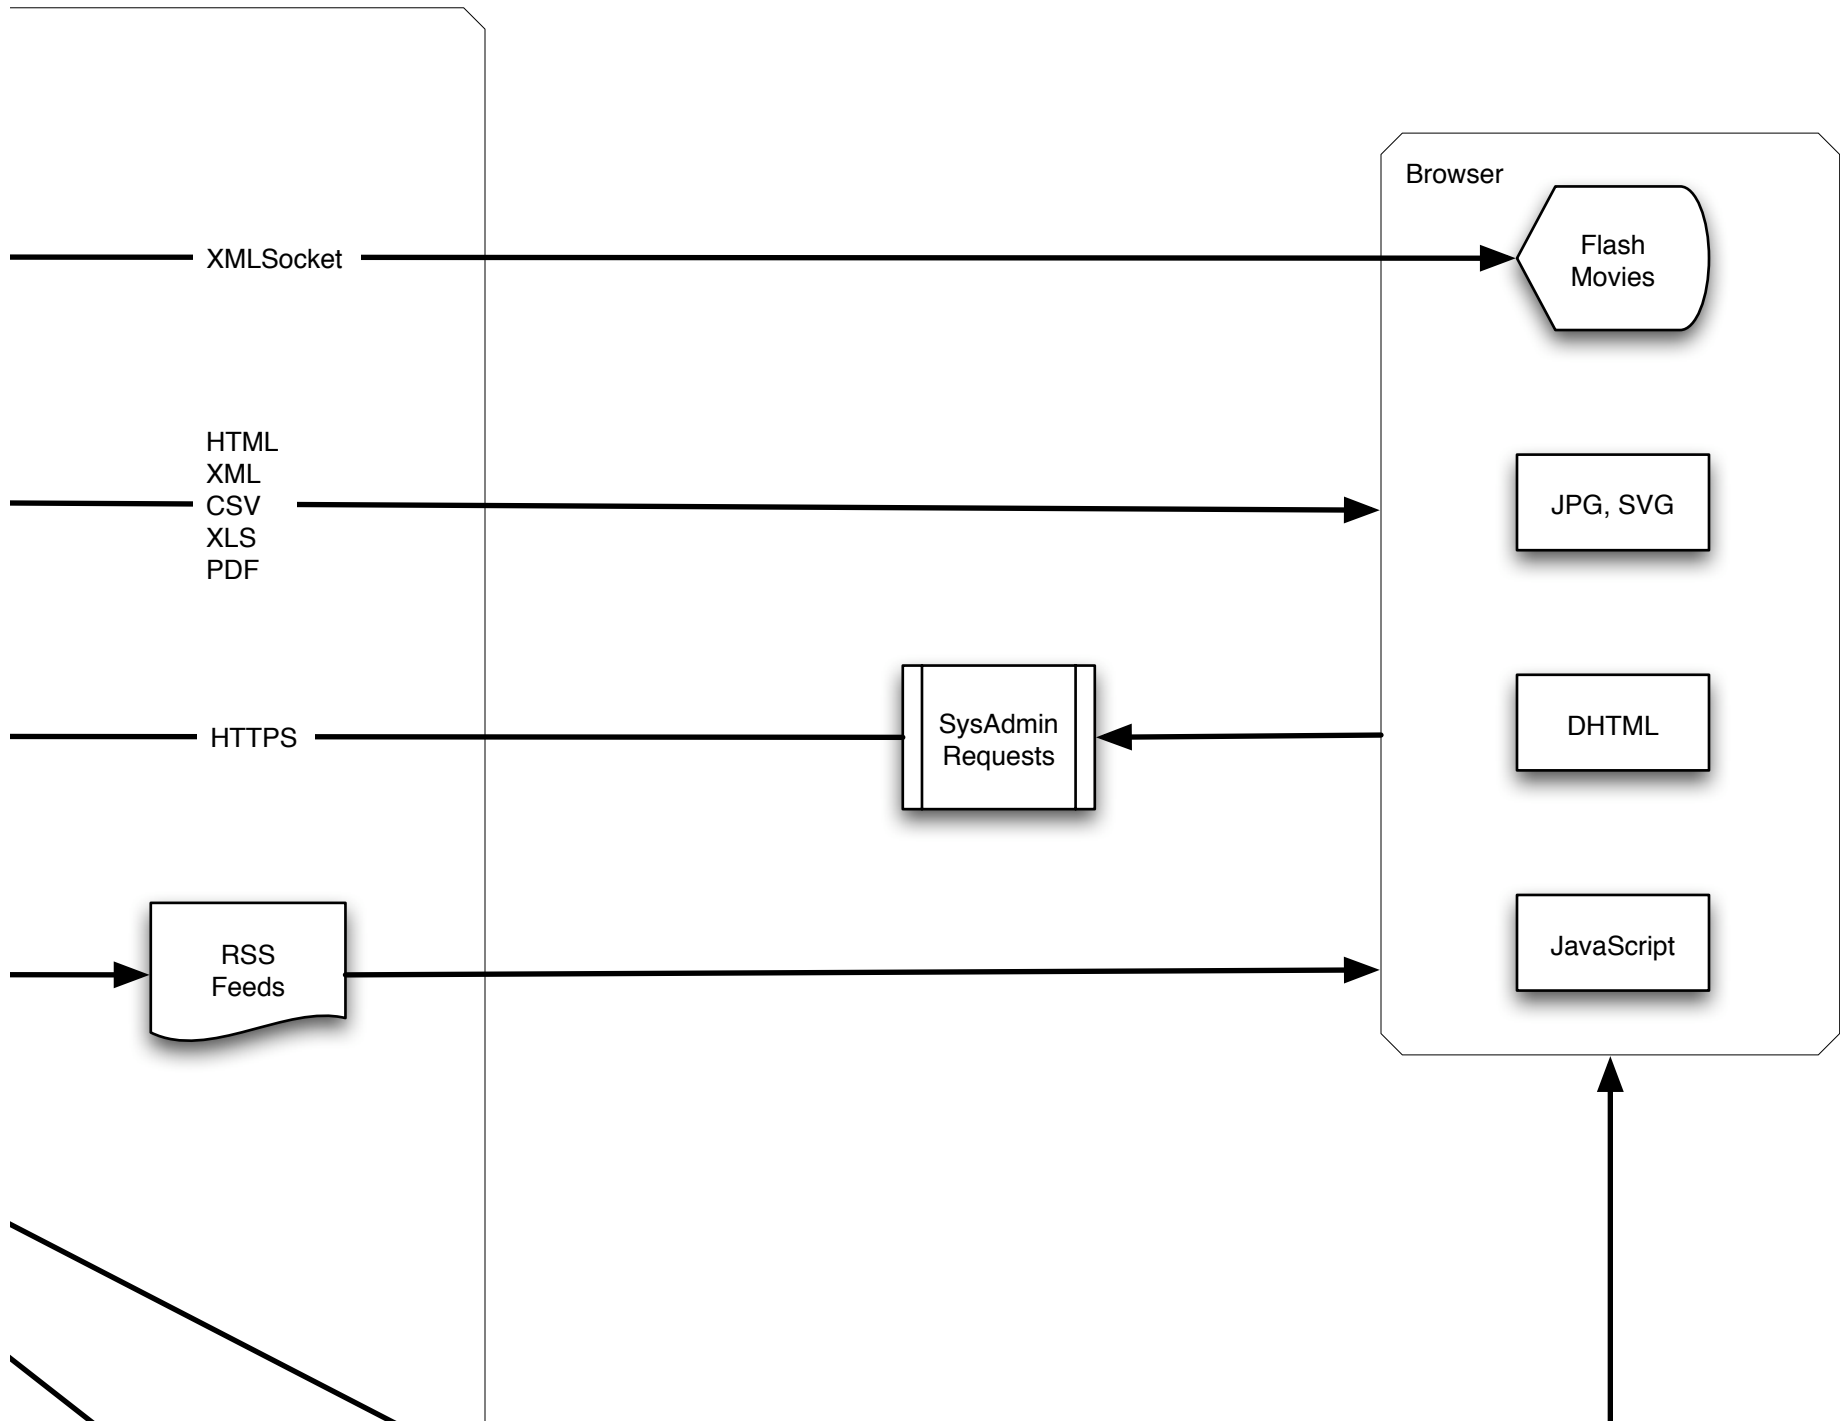 Browser
Flash
Movies
XMLSocket
HTML
XML
CSV
XLS
PDF
JPG, SVG
HTTPS
SysAdmin
Requests
DHTML
RSS
Feeds
JavaScript